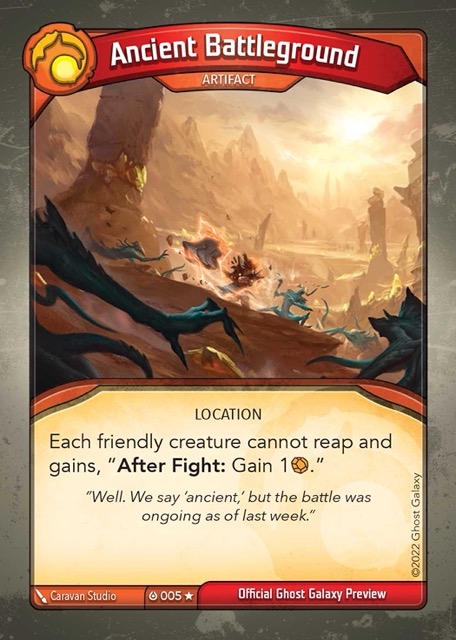 Ancient Battleground
ARTIFACT
LOCATION
Each friendly creature cannot reap and
gains, “After Fight: Gain 1.”
“Well. We say ‘ancient,’ but the battle was
ongoing as of last week.”
©2022 Ghost Galaxy
Caravan Studio
005
Official Ghost Galaxy Preview